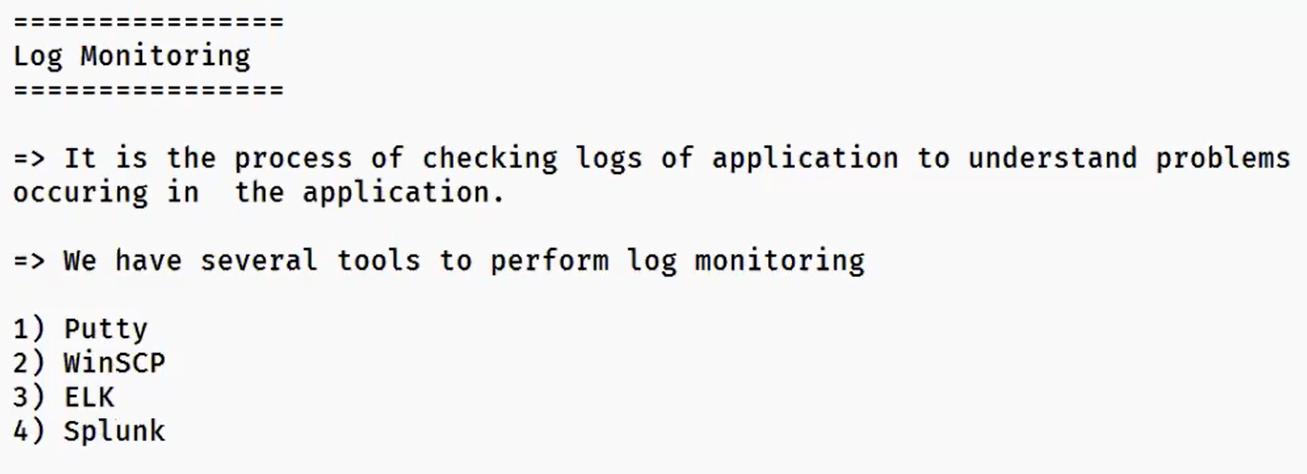 ================
Log Monitoring
================
=> It is the process of checking logs of application to understand problems
occuring in  the application.
=> We have several tools to perform log monitoring
1) Putty
2) WinSCP
3) ELK
4) Splunk